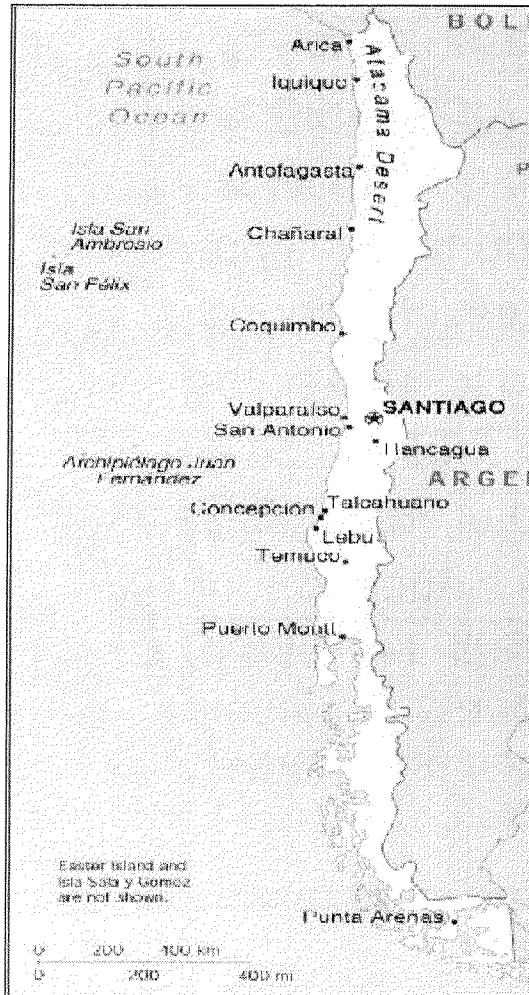 BOLI
Arica
South
Pacific
Ocean
Iquique
Atacama Desert
P
Antofagasta
Isla San
Ambrosio
Chañaral
Isla
San Félix
Coquimbo
Valparaíso
SANTIAGO
San Antonio
Rancagua
Archipiélago Juan
Fernández
ARGE
Concepción
Talcahuano
Lebu
Temuco
Puerto Montt
Easter Island and
Isla Sala y Gomez
are not shown.
Punta Arenas
0 200 400 km
0 200 400 mi